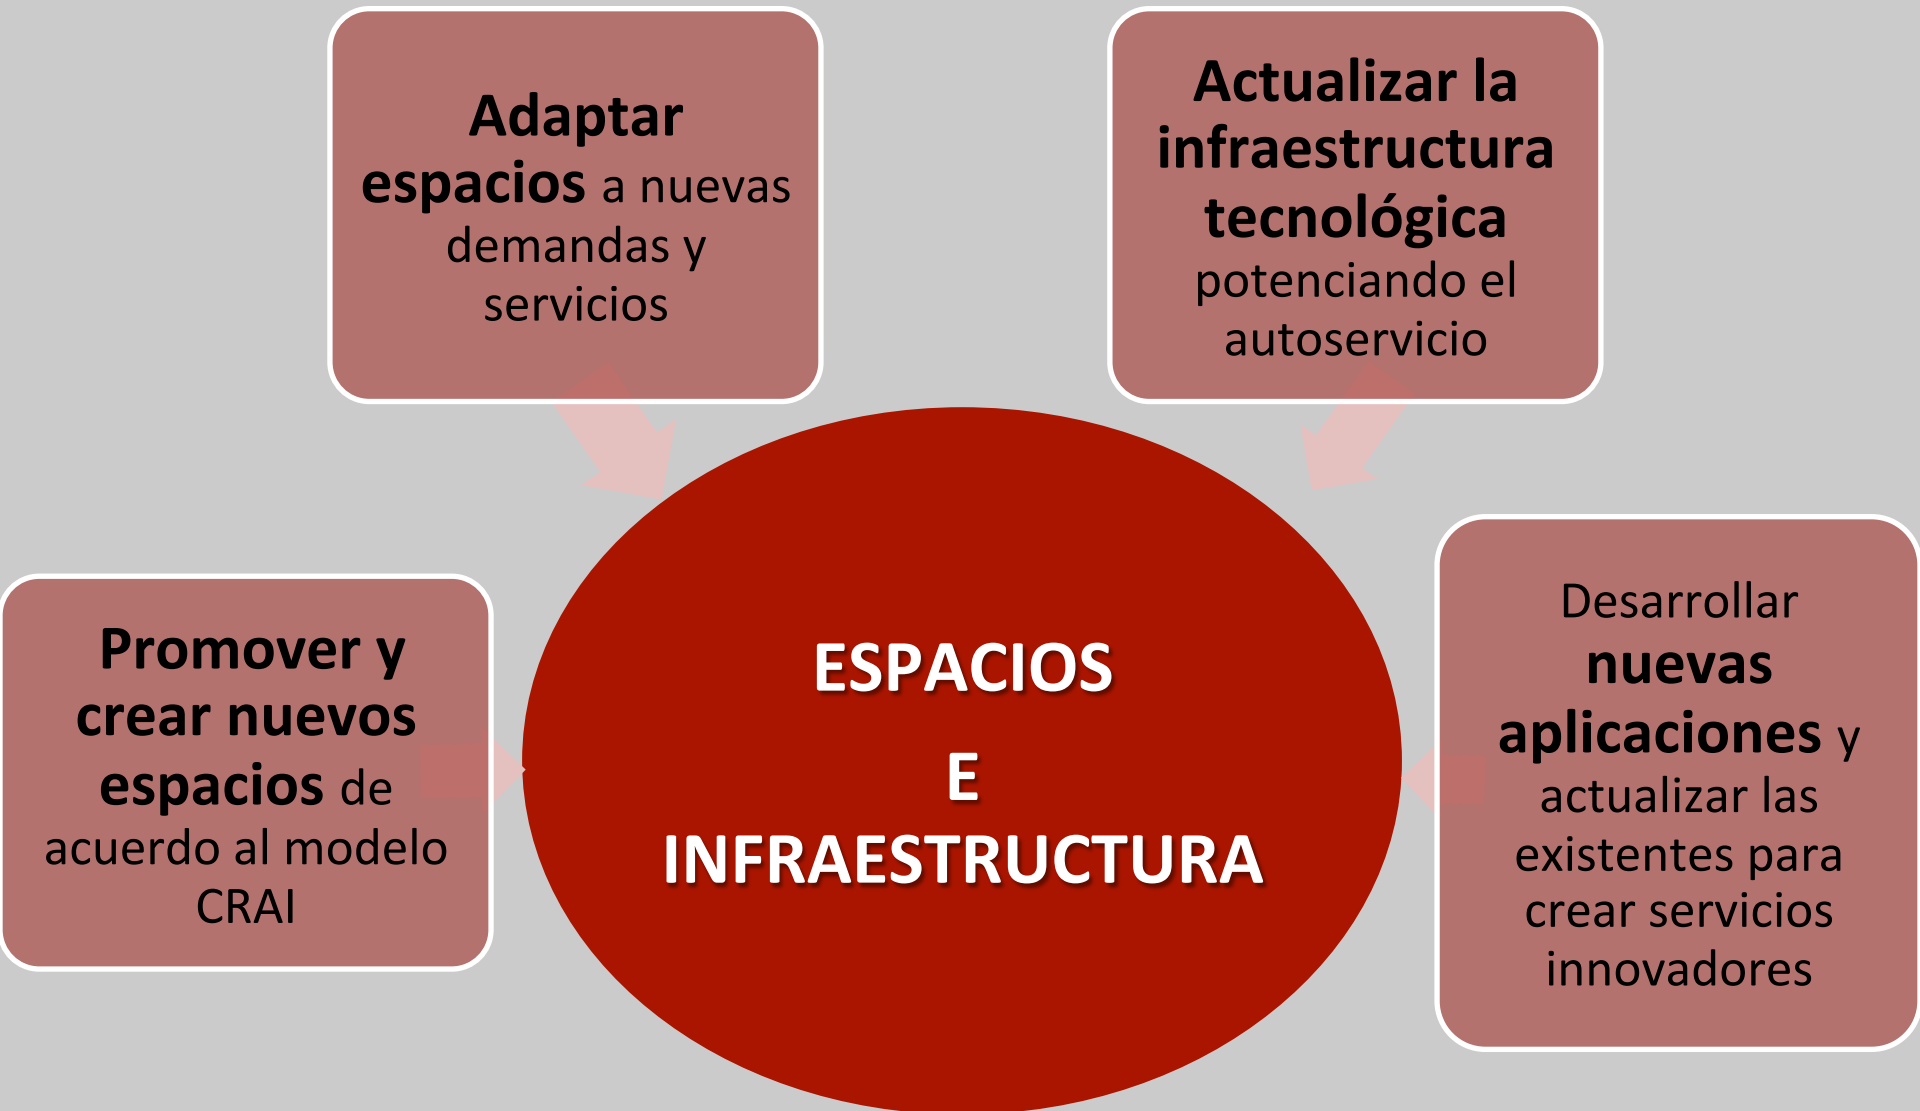 Adaptar
espacios a nuevas
demandas y
servicios
Actualizar la
infraestructura
tecnológica
potenciando el
autoservicio
Promover y
crear nuevos
espacios de
acuerdo al modelo
CRAI
ESPACIOS
E
INFRAESTRUCTURA
Desarrollar
nuevas
aplicaciones y
actualizar las
existentes para
crear servicios
innovadores